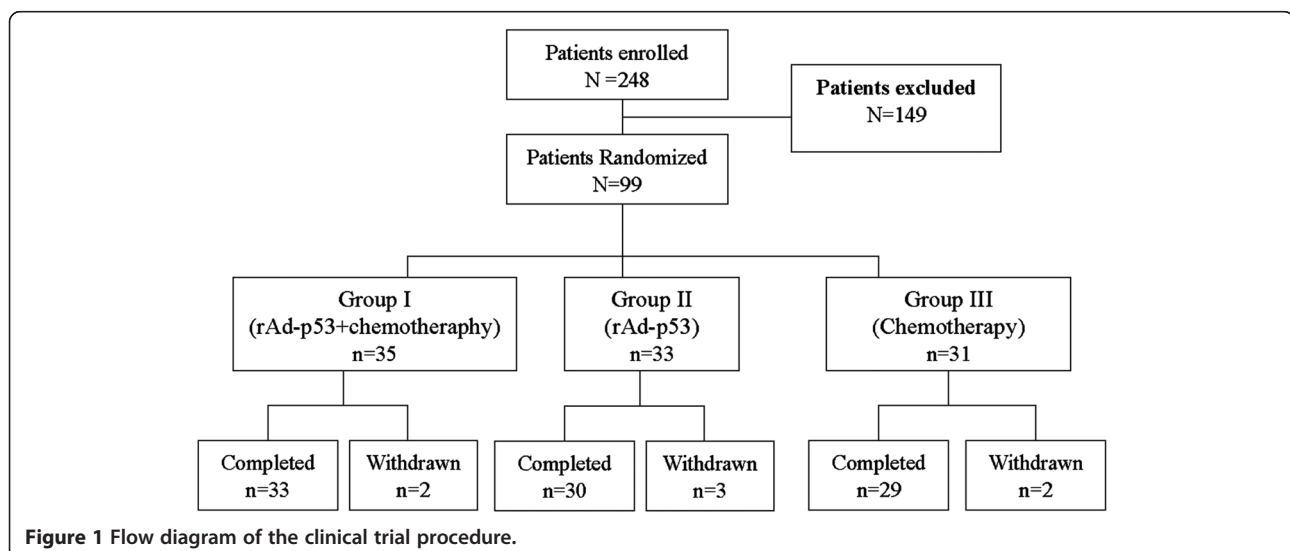 Patients enrolled
N =248
Patients excluded
N=149
Patients Randomized
N=99
Group I
(rAd-p53+chemotheraphy)
n=35
Group II
(rAd-p53)
n=33
Group III
(Chemotherapy)
n=31
Completed
n=33
Withdrawn
n=2
Completed
n=30
Withdrawn
n=3
Completed
n=29
Withdrawn
n=2
Figure 1 Flow diagram of the clinical trial procedure.